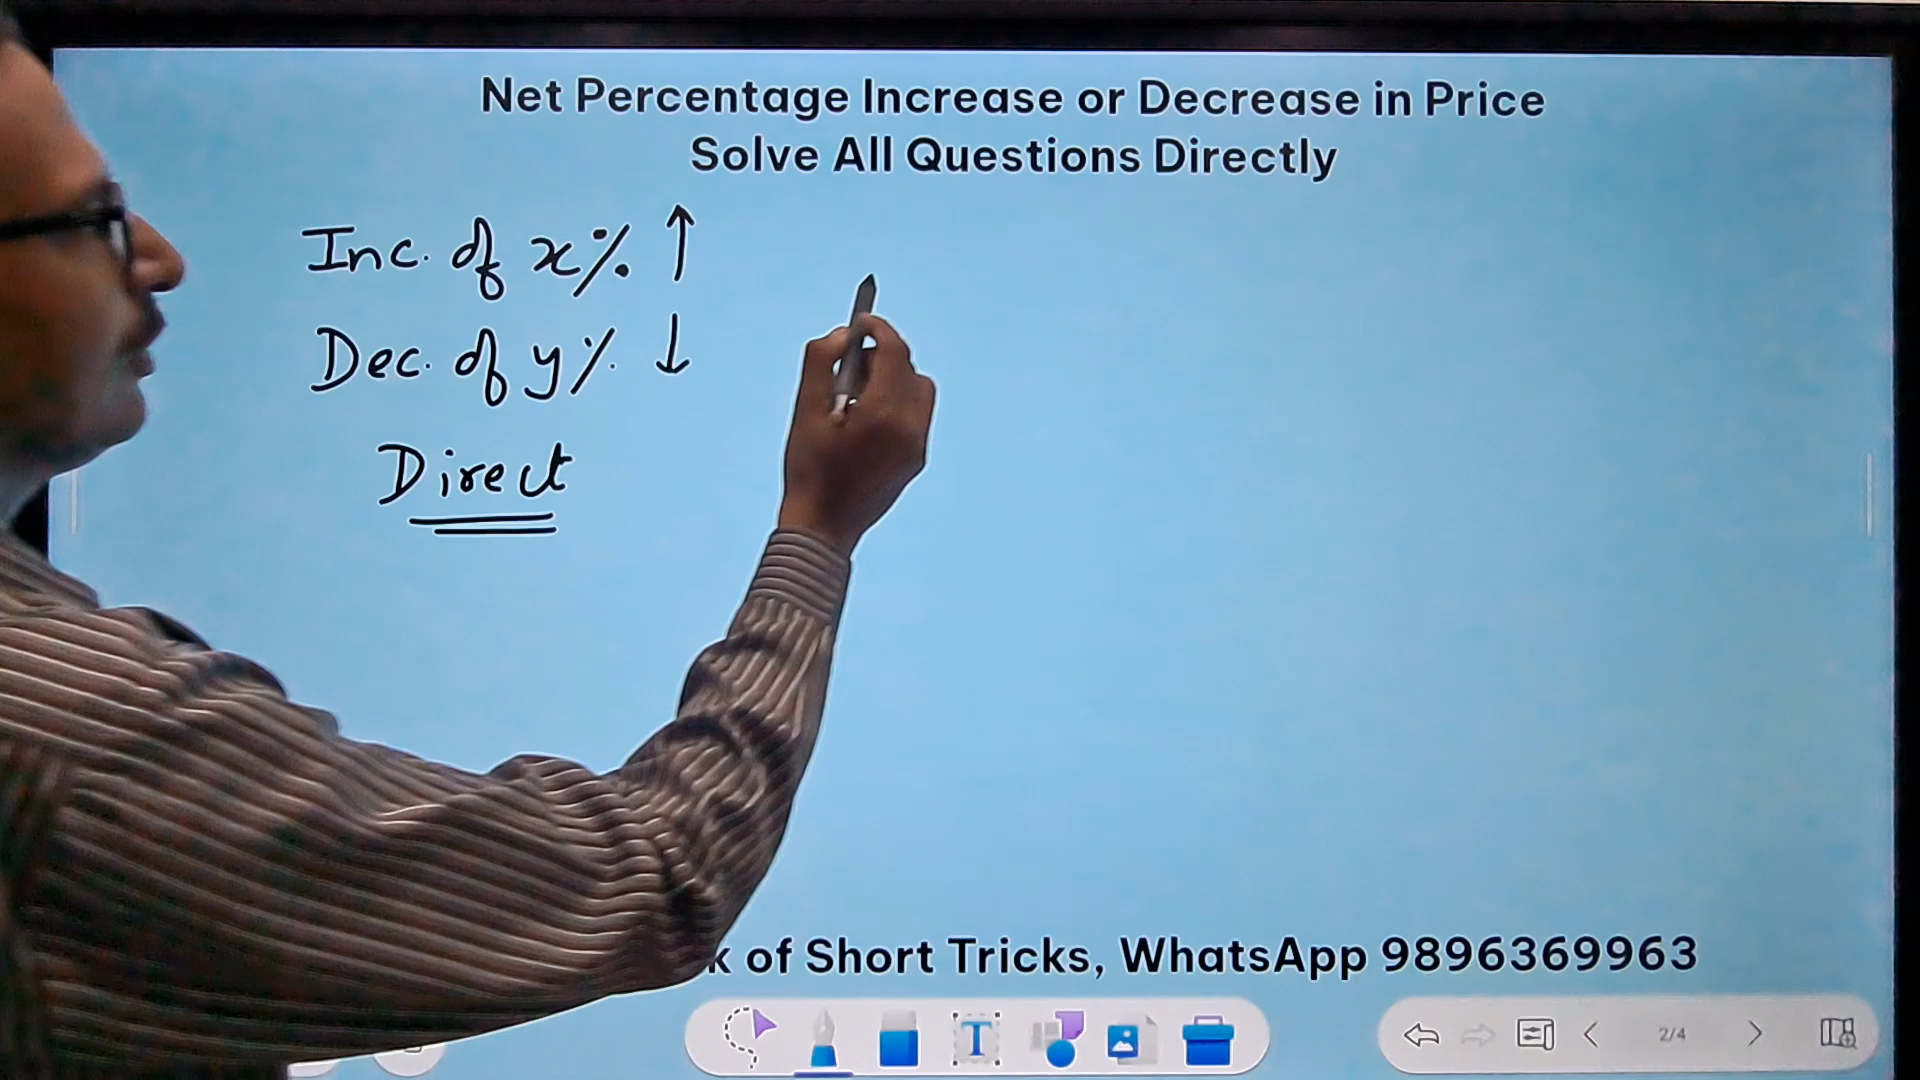 Net Percentage Increase or Decrease in Price
Solve All Questions Directly
Inc. of x% ↑
Dec. of y% ↓
Direct
of Short Tricks, WhatsApp 9896369963
T
2/4